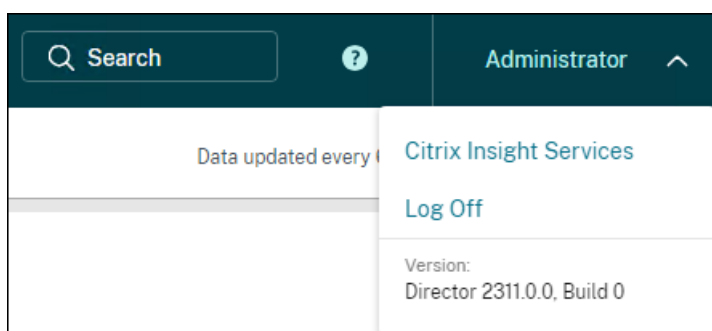 Search
?
Administrator
Data updated every
Citrix Insight Services
Log Off
Version:
Director 2311.0.0, Build 0